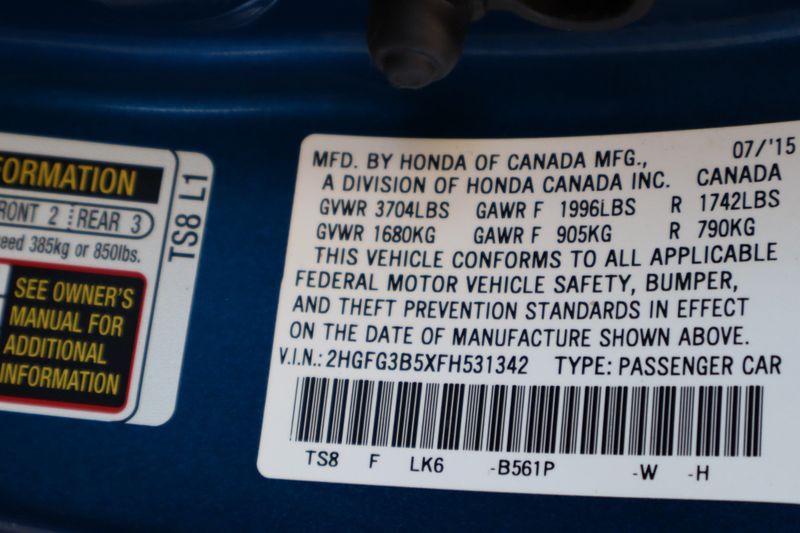 FORMATION
FRONT 2 REAR 3
eed 385kg or 850lbs.
SEE OWNER'S
MANUAL FOR
ADDITIONAL
INFORMATION
TS8 L1
MFD. BY HONDA OF CANADA MFG., 07/'15
A DIVISION OF HONDA CANADA INC. CANADA
GVWR 3704LBS GAWR F 1996LBS R 1742LBS
GVWR 1680KG GAWR F 905KG R 790KG
THIS VEHICLE CONFORMS TO ALL APPLICABLE
FEDERAL MOTOR VEHICLE SAFETY, BUMPER,
AND THEFT PREVENTION STANDARDS IN EFFECT
ON THE DATE OF MANUFACTURE SHOWN ABOVE.
V.I.N.: 2HGFG3B5XFH531342 TYPE: PASSENGER CAR
TS8 F LK6 -B561P -W -H